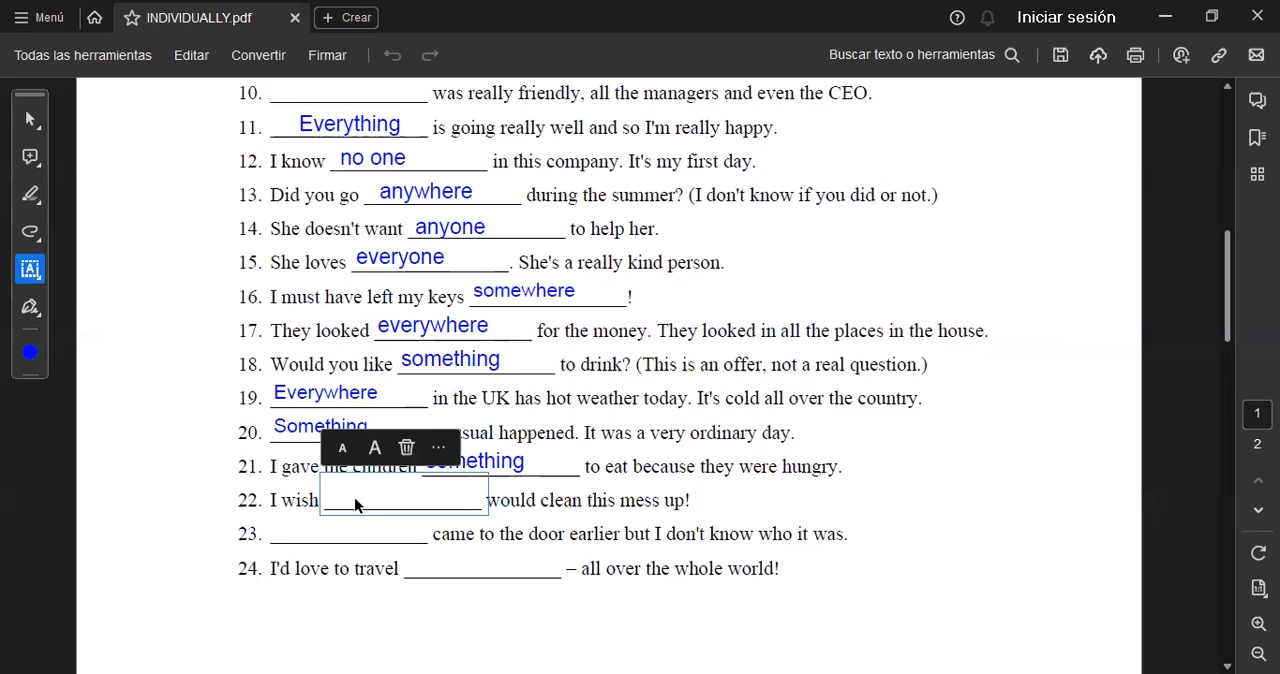 Menú INDIVIDUALLY.pdf Crear Iniciar sesión
Todas las herramientas Editar Convertir Firmar Buscar texto o herramientas
10. ________________ was really friendly, all the managers and even the CEO.
11. Everything is going really well and so I'm really happy.
12. I know no one in this company. It's my first day.
13. Did you go anywhere during the summer? (I don't know if you did or not.)
14. She doesn't want anyone to help her.
15. She loves everyone. She's a really kind person.
16. I must have left my keys somewhere!
17. They looked everywhere for the money. They looked in all the places in the house.
18. Would you like something to drink? (This is an offer, not a real question.)
19. Everywhere in the UK has hot weather today. It's cold all over the country.
20. Something sual happened. It was a very ordinary day.
A A ...
21. I gave the children something to eat because they were hungry.
22. I wish ________________ would clean this mess up!
23. ________________ came to the door earlier but I don't know who it was.
24. I'd love to travel ________________ – all over the whole world!
1
2